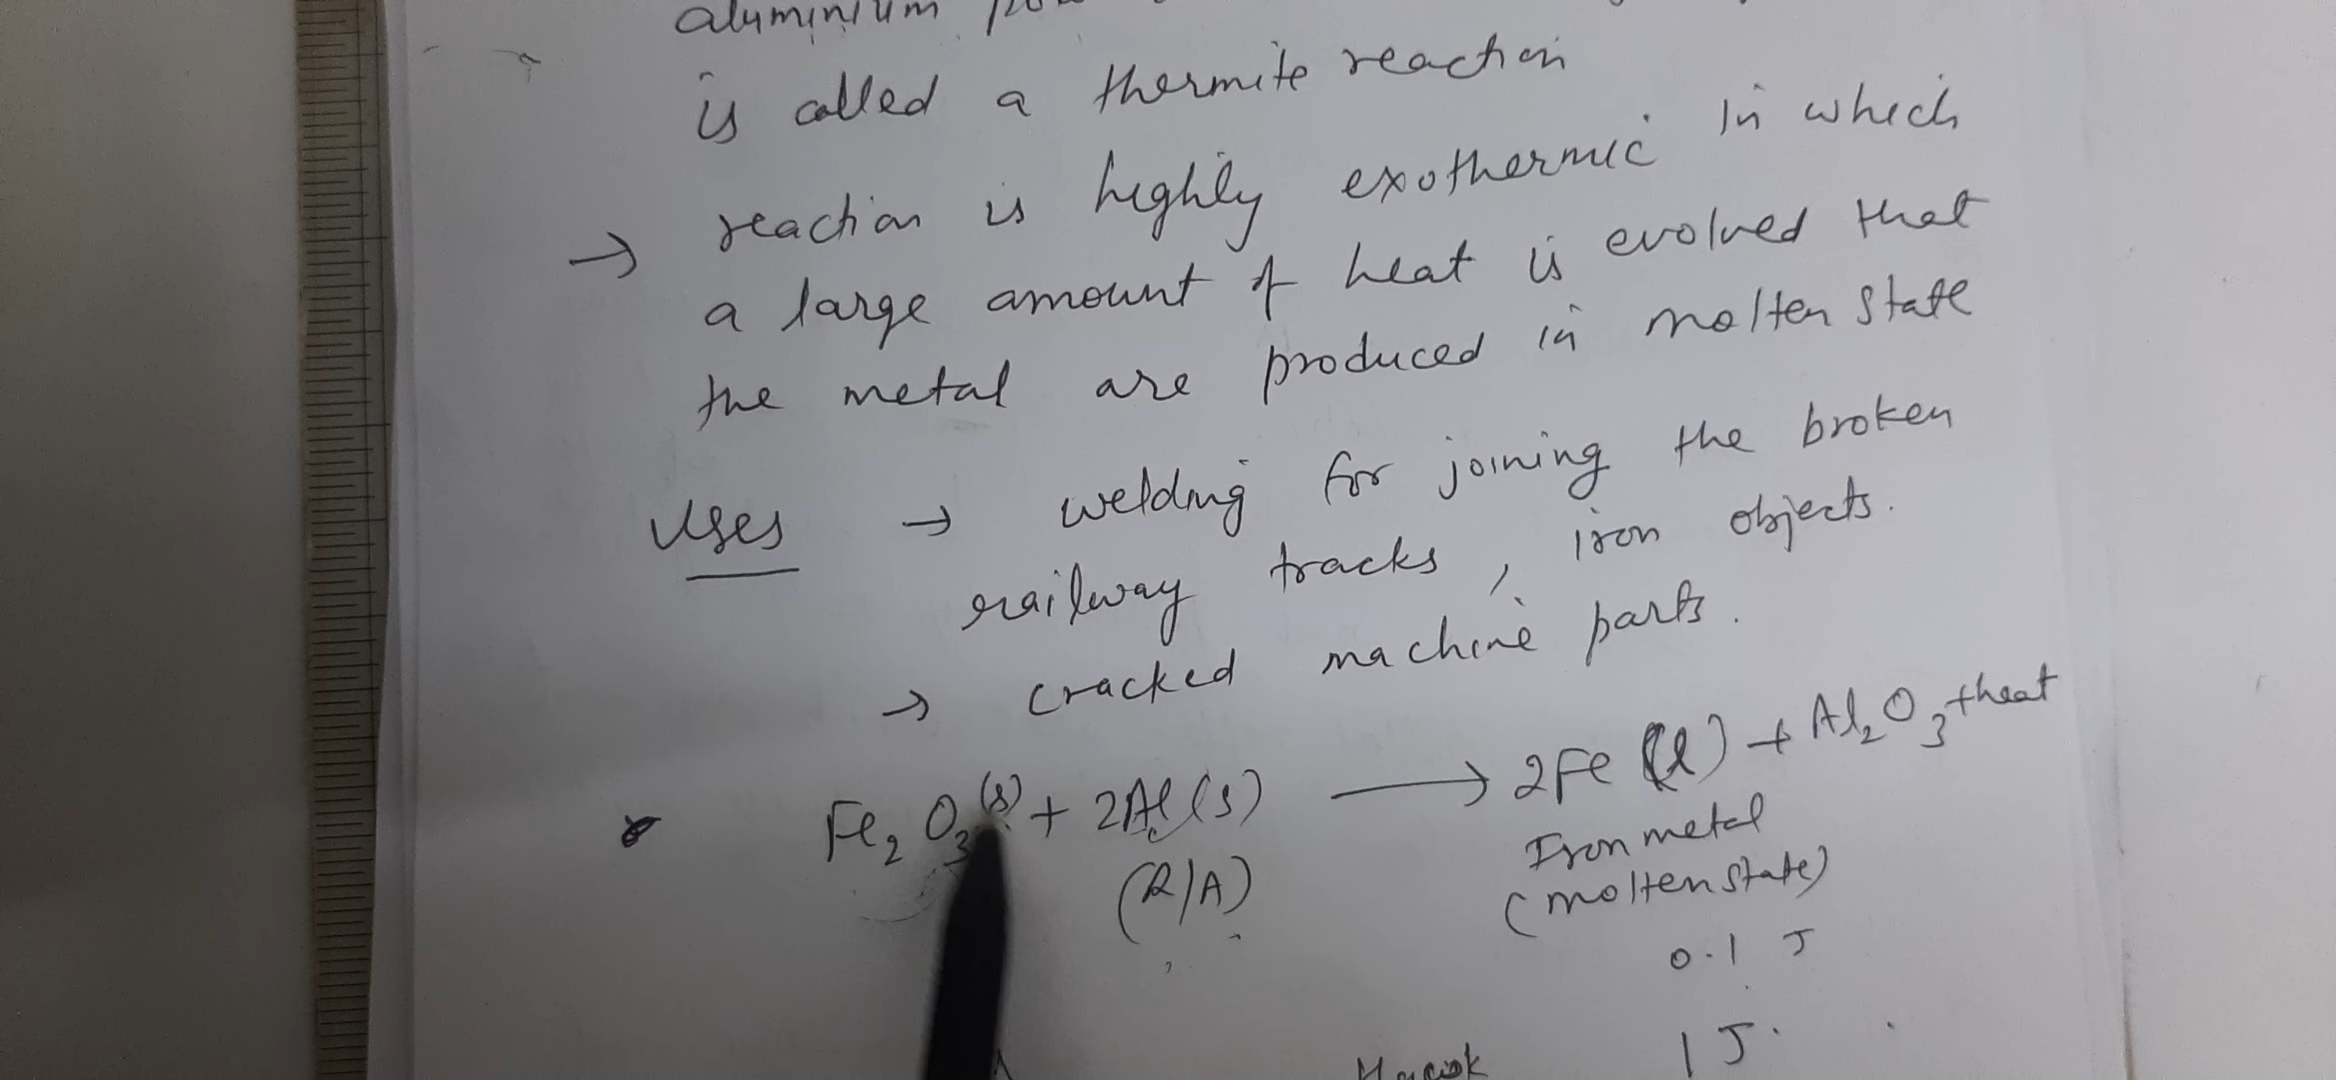 aluminium
is called a thermite reaction
→ reaction is highly exothermic in which
a large amount of heat is evolved that
the metal are produced in molten state
Uses → welding for joining the broken
railway tracks, iron objects.
→ cracked machine parts.
Fe₂O₃(s) + 2Al(s) → 2Fe(l) + Al₂O₃ + heat
(R/A) Iron metal
(molten state)
0.1 J
1 J.